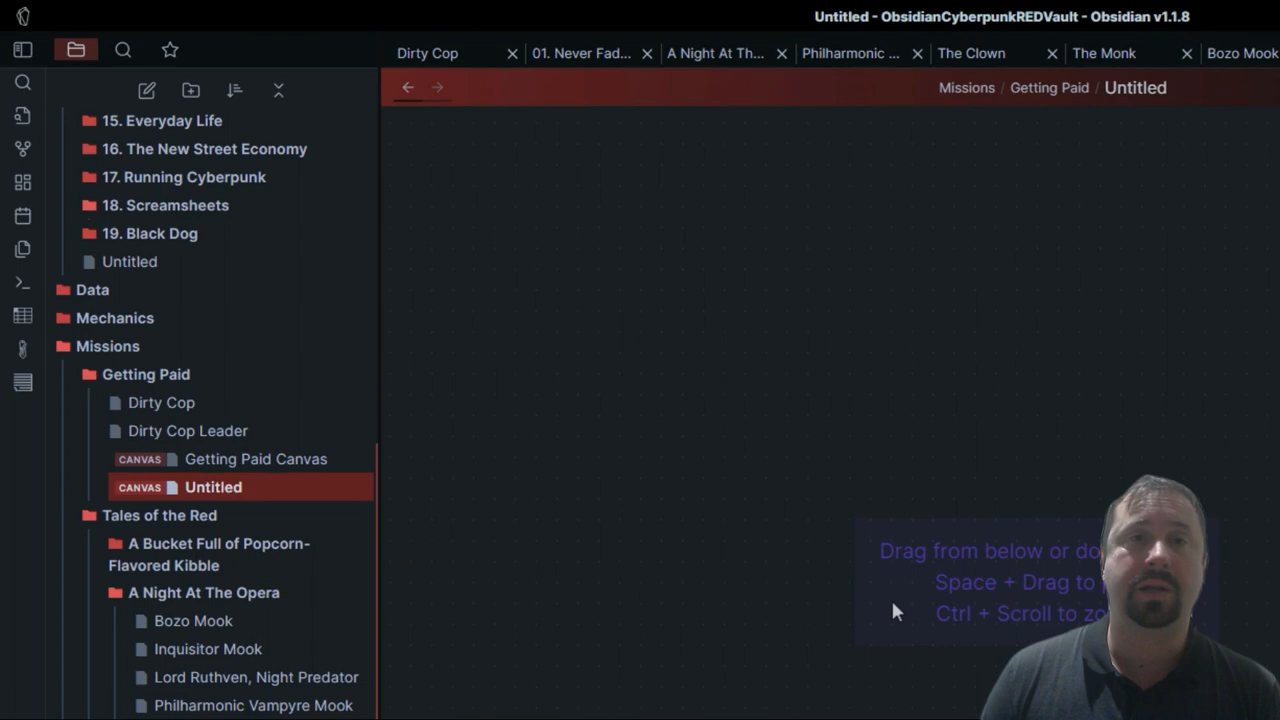 Untitled - ObsidianCyberpunkREDVault - Obsidian v1.1.8
Dirty Cop
01. Never Fad...
A Night At Th...
Philharmonic ...
The Clown
The Monk
Bozo Mook
Missions / Getting Paid / Untitled
15. Everyday Life
16. The New Street Economy
17. Running Cyberpunk
18. Screamsheets
19. Black Dog
Untitled
Data
Mechanics
Missions
Getting Paid
Dirty Cop
Dirty Cop Leader
CANVAS Getting Paid Canvas
CANVAS Untitled
Tales of the Red
A Bucket Full of Popcorn-
Flavored Kibble
A Night At The Opera
Bozo Mook
Inquisitor Mook
Lord Ruthven, Night Predator
Philharmonic Vampyre Mook
Drag from below or
Space + Drag to
Ctrl + Scroll to